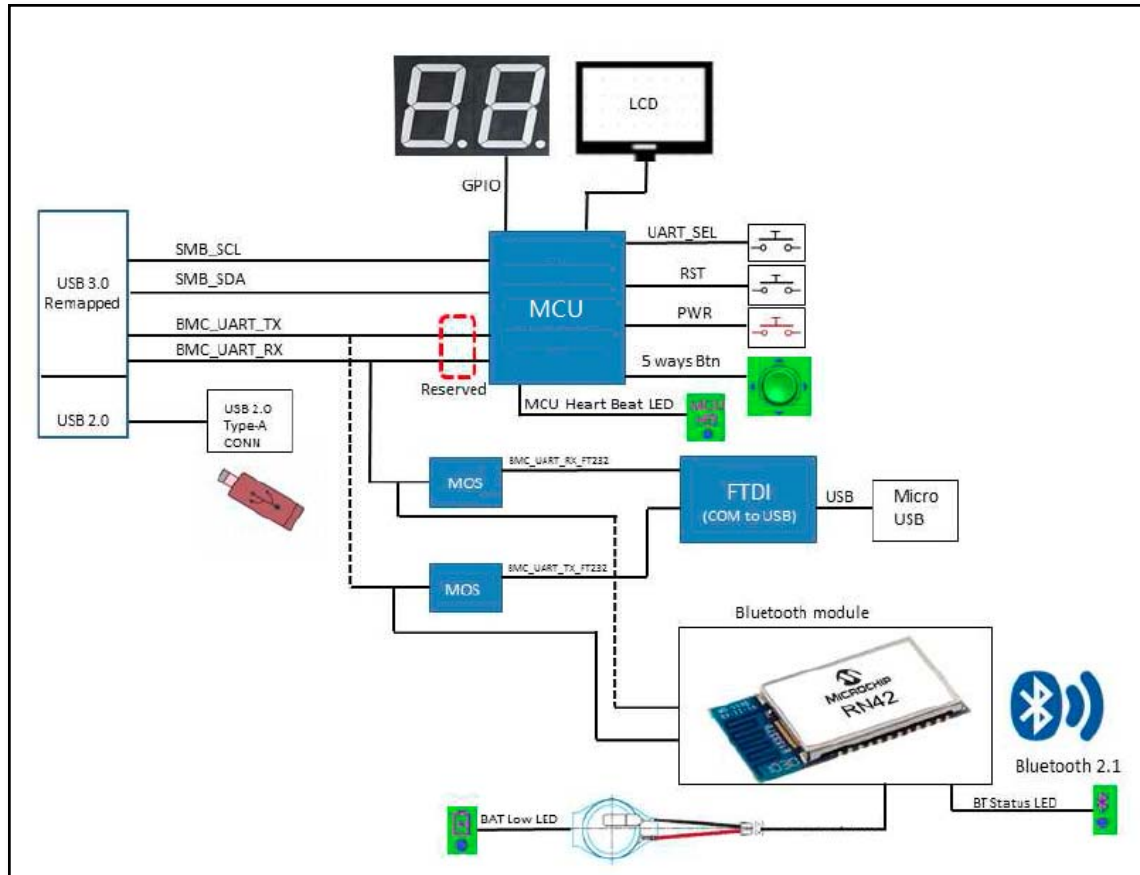 LCD
GPIO
UART_SEL
SMB_SCL
RST
SMB_SDA
USB 3.0
Remapped
MCU
PWR
BMC_UART_TX
BMC_UART_RX
5 ways Btn
Reserved
MCU Heart Beat LED
USB 2.0
USB 2.0
Type-A
CONN
BMC_UART_RX_FT232
MOS
FTDI
(COM to USB)
USB
Micro
USB
BMC_UART_TX_FT232
MOS
Bluetooth module
MICROCHIP
RN42
Bluetooth 2.1
BT Status LED
BAT Low LED